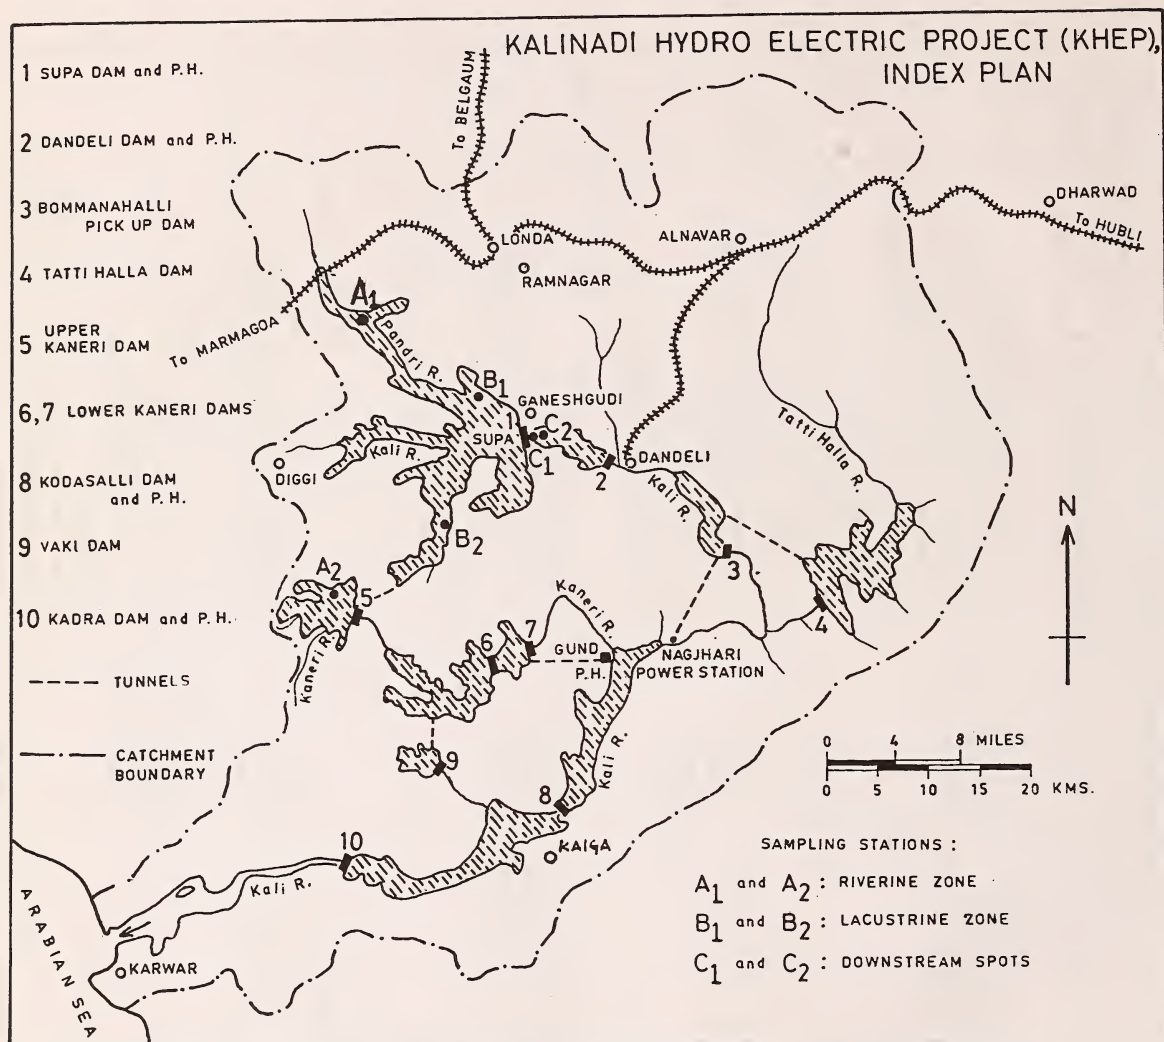 KALINADI HYDRO ELECTRIC PROJECT (KHEP),
INDEX PLAN
1 SUPA DAM and P.H.
2 DANDELI DAM and P.H.
3 BOMMANAHALLI
PICK UP DAM
4 TATTI HALLA DAM
5 UPPER
KANERI DAM
6,7 LOWER KANERI DAMS
8 KODASALLI DAM
and P.H.
9 VAKI DAM
10 KADRA DAM and P.H.
TUNNELS
CATCHMENT
BOUNDARY
To BELGAUM
LONDA
RAMNAGAR
ALNAVAR
DHARWAD
To HUBLI
To MARMAGOA
A1
Pandri R.
B1
GANESHGUDI
SUPA
1
C2
C1
2
DANDELI
Kali R.
DIGGI
Kali R.
B2
Tatti Halla R.
3
4
A2
5
Kaneri R.
6
7
Kaneri R.
GUND
P.H.
NAGJHARI
POWER STATION
Kali R.
9
8
KAIGA
10
Kali R.
ARABIAN SEA
KARWAR
N
0 4 8 MILES
0 5 10 15 20 KMS.
SAMPLING STATIONS :
A1 and A2 : RIVERINE ZONE
B1 and B2 : LACUSTRINE ZONE
C1 and C2 : DOWNSTREAM SPOTS